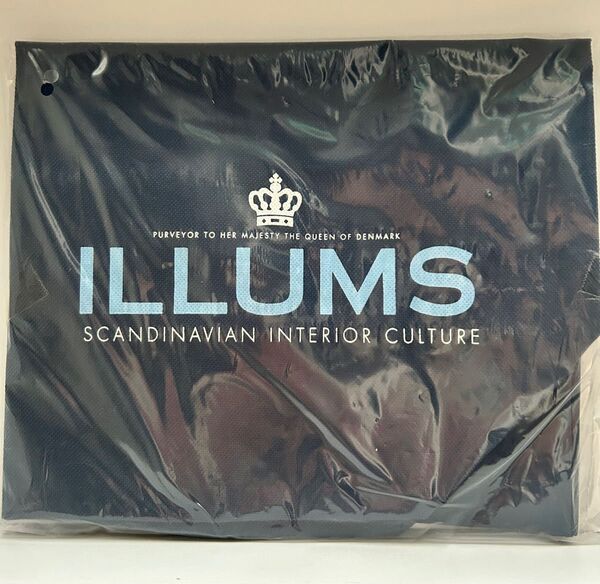 PURVEYOR TO HER MAJESTY THE QUEEN OF DENMARK
ILLUMS
SCANDINAVIAN INTERIOR CULTURE